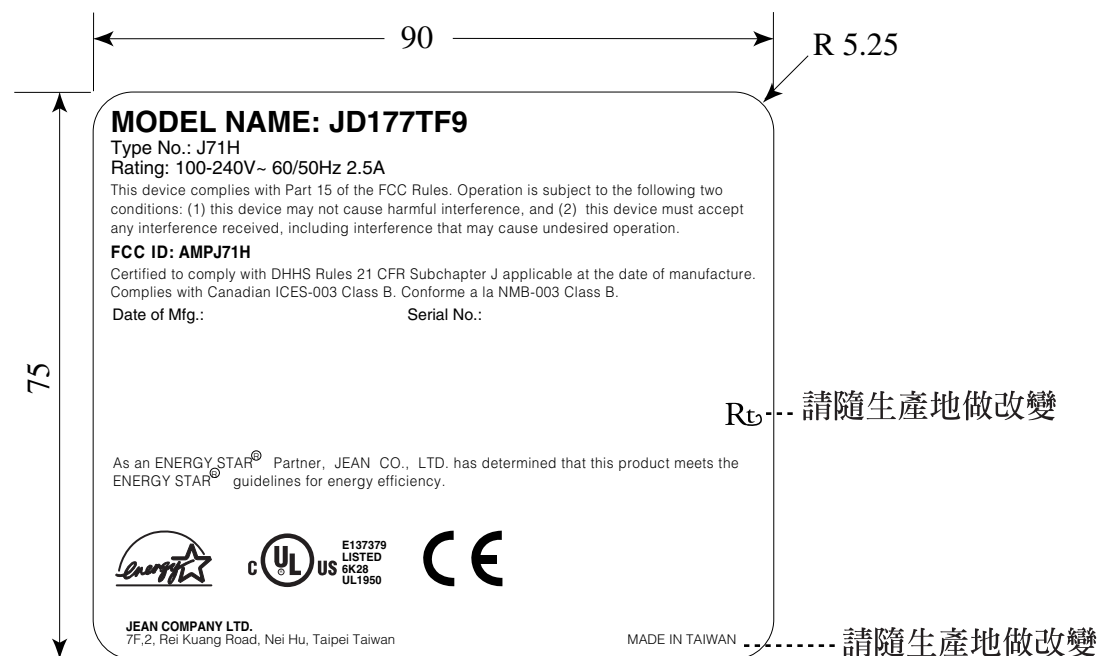 90
R 5.25
MODEL NAME: JD177TF9
Type No.: J71H
Rating: 100-240V~ 60/50Hz 2.5A
This device complies with Part 15 of the FCC Rules. Operation is subject to the following two
conditions: (1) this device may not cause harmful interference, and (2) this device must accept
any interference received, including interference that may cause undesired operation.
FCC ID: AMPJ71H
Certified to comply with DHHS Rules 21 CFR Subchapter J applicable at the date of manufacture.
Complies with Canadian ICES-003 Class B. Conforme a la NMB-003 Class B.
Date of Mfg.: Serial No.:
75
Rt 請隨生產地做改變
As an ENERGY STAR® Partner, JEAN CO., LTD. has determined that this product meets the
ENERGY STAR® guidelines for energy efficiency.
energy
C UL US
E137379
LISTED
6K28
UL1950
CE
JEAN COMPANY LTD.
7F,2, Rei Kuang Road, Nei Hu, Taipei Taiwan
MADE IN TAIWAN 請隨生產地做改變